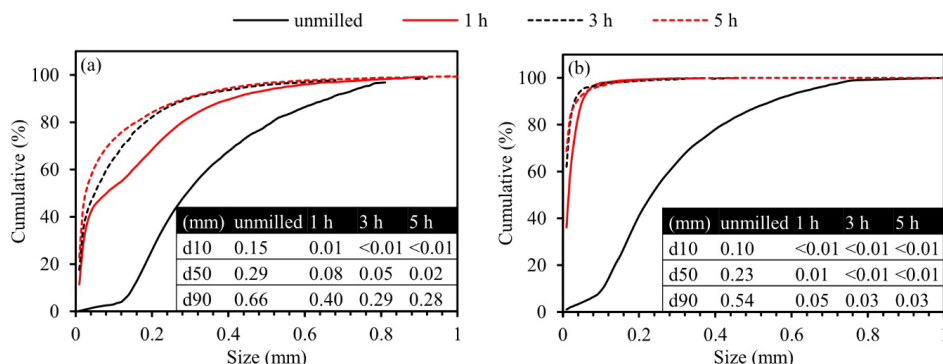 unmilled 1 h 3 h 5 h
(a)
Cumulative (%)
100
80
60
40
20
0
0 0.2 0.4 0.6 0.8 1
Size (mm)
(mm) unmilled 1 h 3 h 5 h
d10 0.15 0.01 <0.01 <0.01
d50 0.29 0.08 0.05 0.02
d90 0.66 0.40 0.29 0.28
(b)
Cumulative (%)
100
80
60
40
20
0
0 0.2 0.4 0.6 0.8
Size (mm)
(mm) unmilled 1 h 3 h 5 h
d10 0.10 <0.01 <0.01 <0.01
d50 0.23 0.01 <0.01 <0.01
d90 0.54 0.05 0.03 0.03